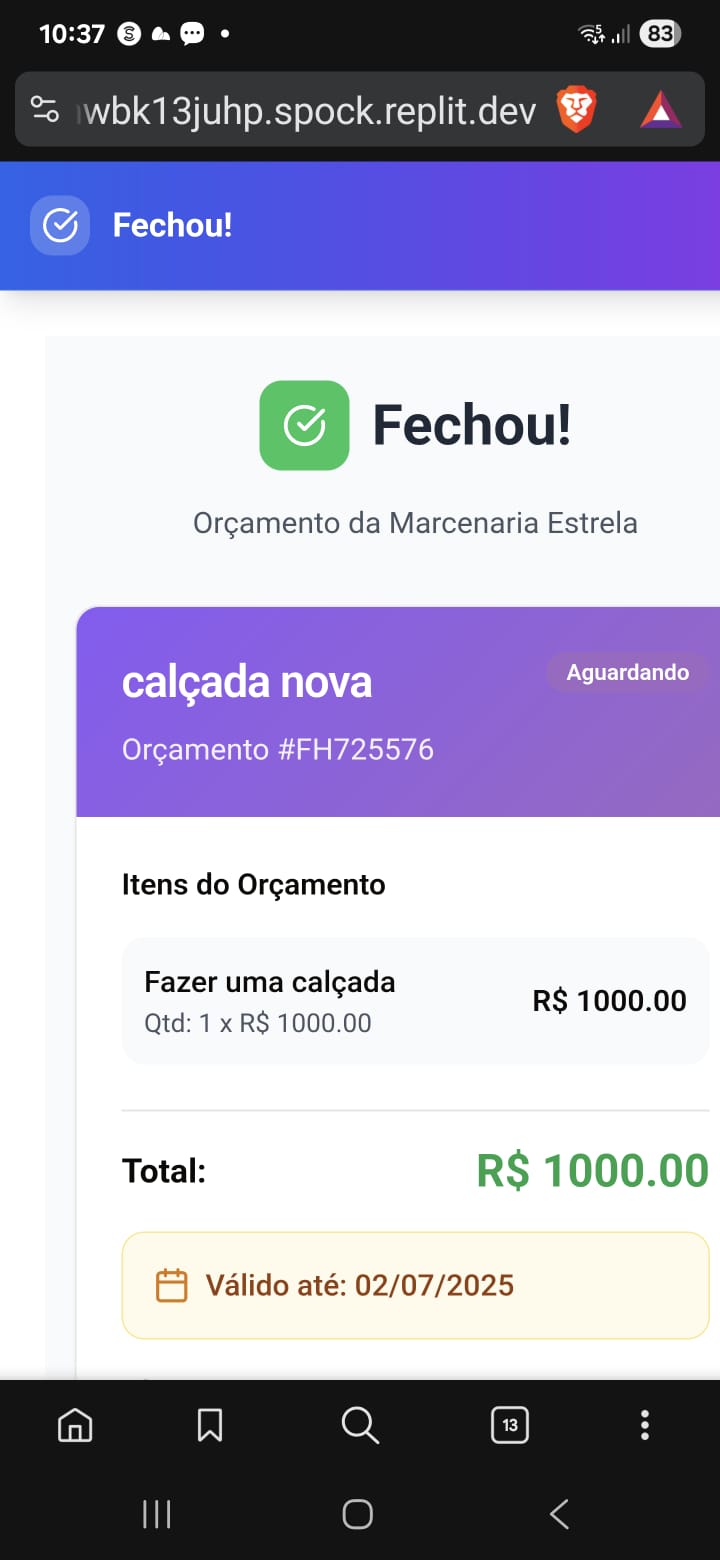 10:37
83
wbk13juhp.spock.replit.dev
Fechou!
Fechou!
Orçamento da Marcenaria Estrela
calçada nova
Aguardando
Orçamento #FH725576
Itens do Orçamento
Fazer uma calçada
R$ 1000.00
Qtd: 1 x R$ 1000.00
Total:
R$ 1000.00
Válido até: 02/07/2025
13